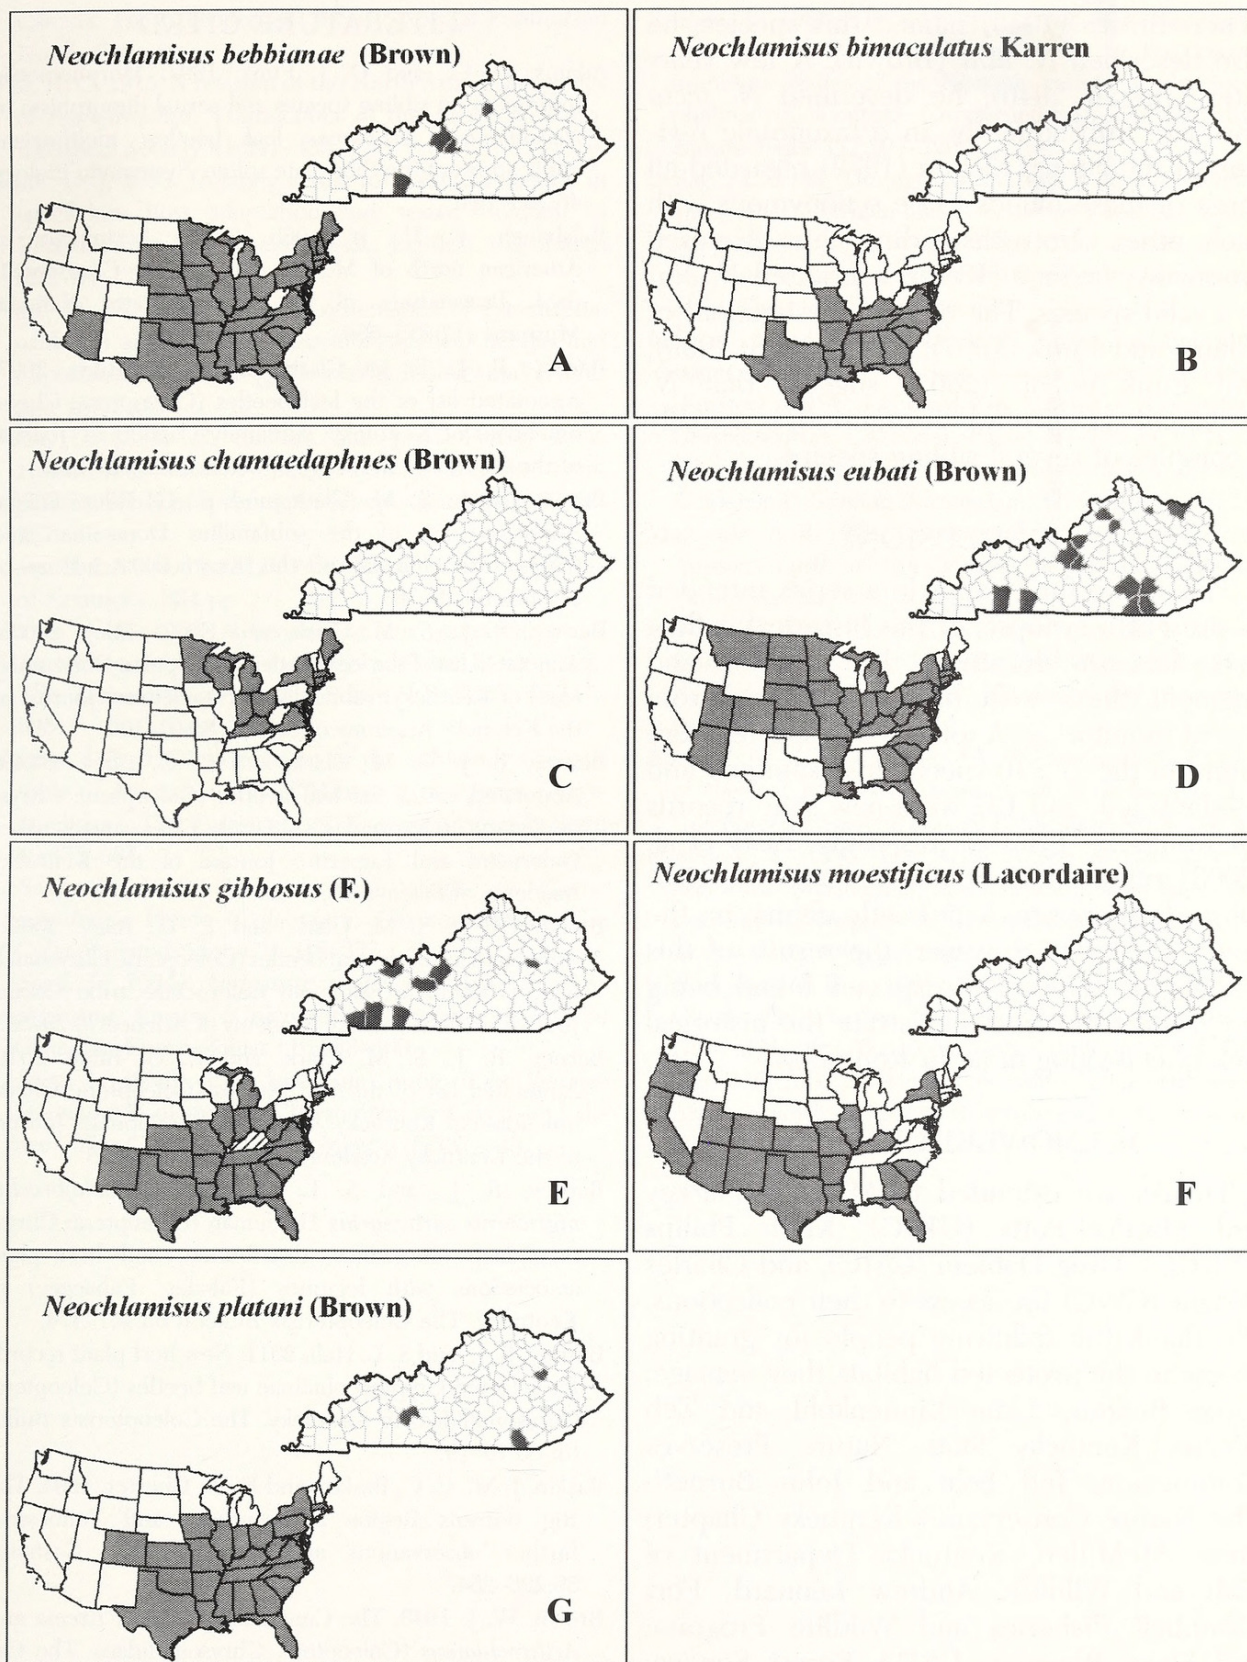 Neochlamisus bebbianae (Brown)
A
Neochlamisus bimaculatus Karren
B
Neochlamisus chamaedaphnes (Brown)
C
Neochlamisus eubati (Brown)
D
Neochlamisus gibbosus (F.)
E
Neochlamisus moestificus (Lacordaire)
F
Neochlamisus platani (Brown)
G